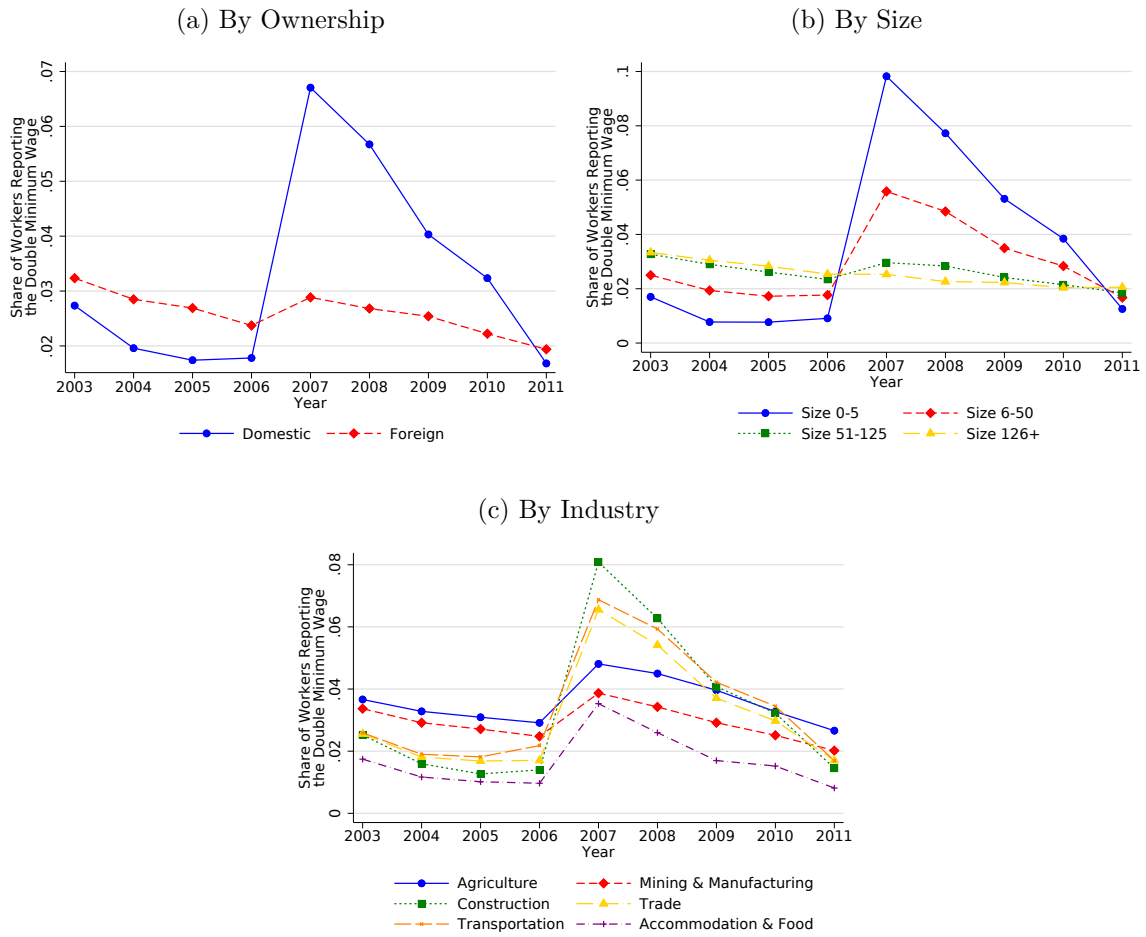 (a) By Ownership
Share of Workers Reporting
the Double Minimum Wage
.07
.06
.05
.04
.03
.02
2003 2004 2005 2006 2007 2008 2009 2010 2011
Year
Domestic Foreign
(b) By Size
Share of Workers Reporting
the Double Minimum Wage
.1
.08
.06
.04
.02
0
2003 2004 2005 2006 2007 2008 2009 2010 2011
Year
Size 0-5 Size 6-50
Size 51-125 Size 126+
(c) By Industry
Share of Workers Reporting
the Double Minimum Wage
.08
.06
.04
.02
0
2003 2004 2005 2006 2007 2008 2009 2010 2011
Year
Agriculture Mining & Manufacturing
Construction Trade
Transportation Accommodation & Food